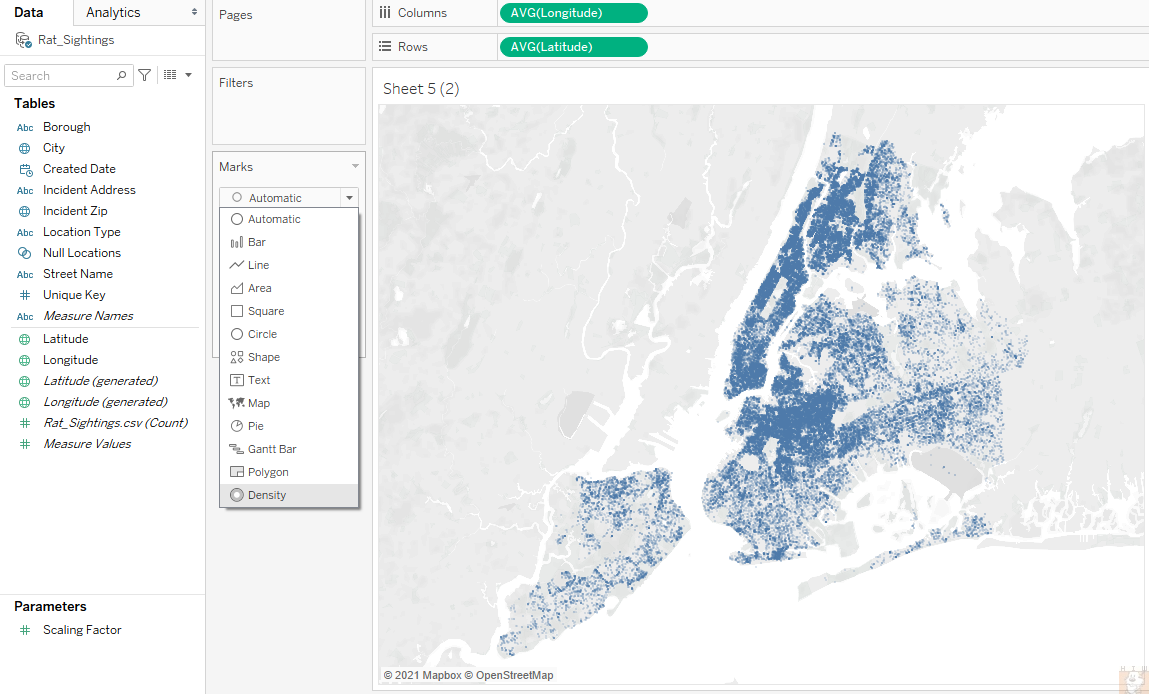 Data
Analytics
Rat_Sightings
Search
Tables
Abc Borough
City
Created Date
Abc Incident Address
Incident Zip
Abc Location Type
Null Locations
Abc Street Name
# Unique Key
Abc Measure Names
Latitude
Longitude
Latitude (generated)
Longitude (generated)
# Rat_Sightings.csv (Count)
# Measure Values
Parameters
# Scaling Factor
Pages
Filters
Marks
Automatic
Automatic
Bar
Line
Area
Square
Circle
Shape
T Text
Map
Pie
Gantt Bar
Polygon
Density
Columns AVG(Longitude)
Rows AVG(Latitude)
Sheet 5 (2)
© 2021 Mapbox © OpenStreetMap